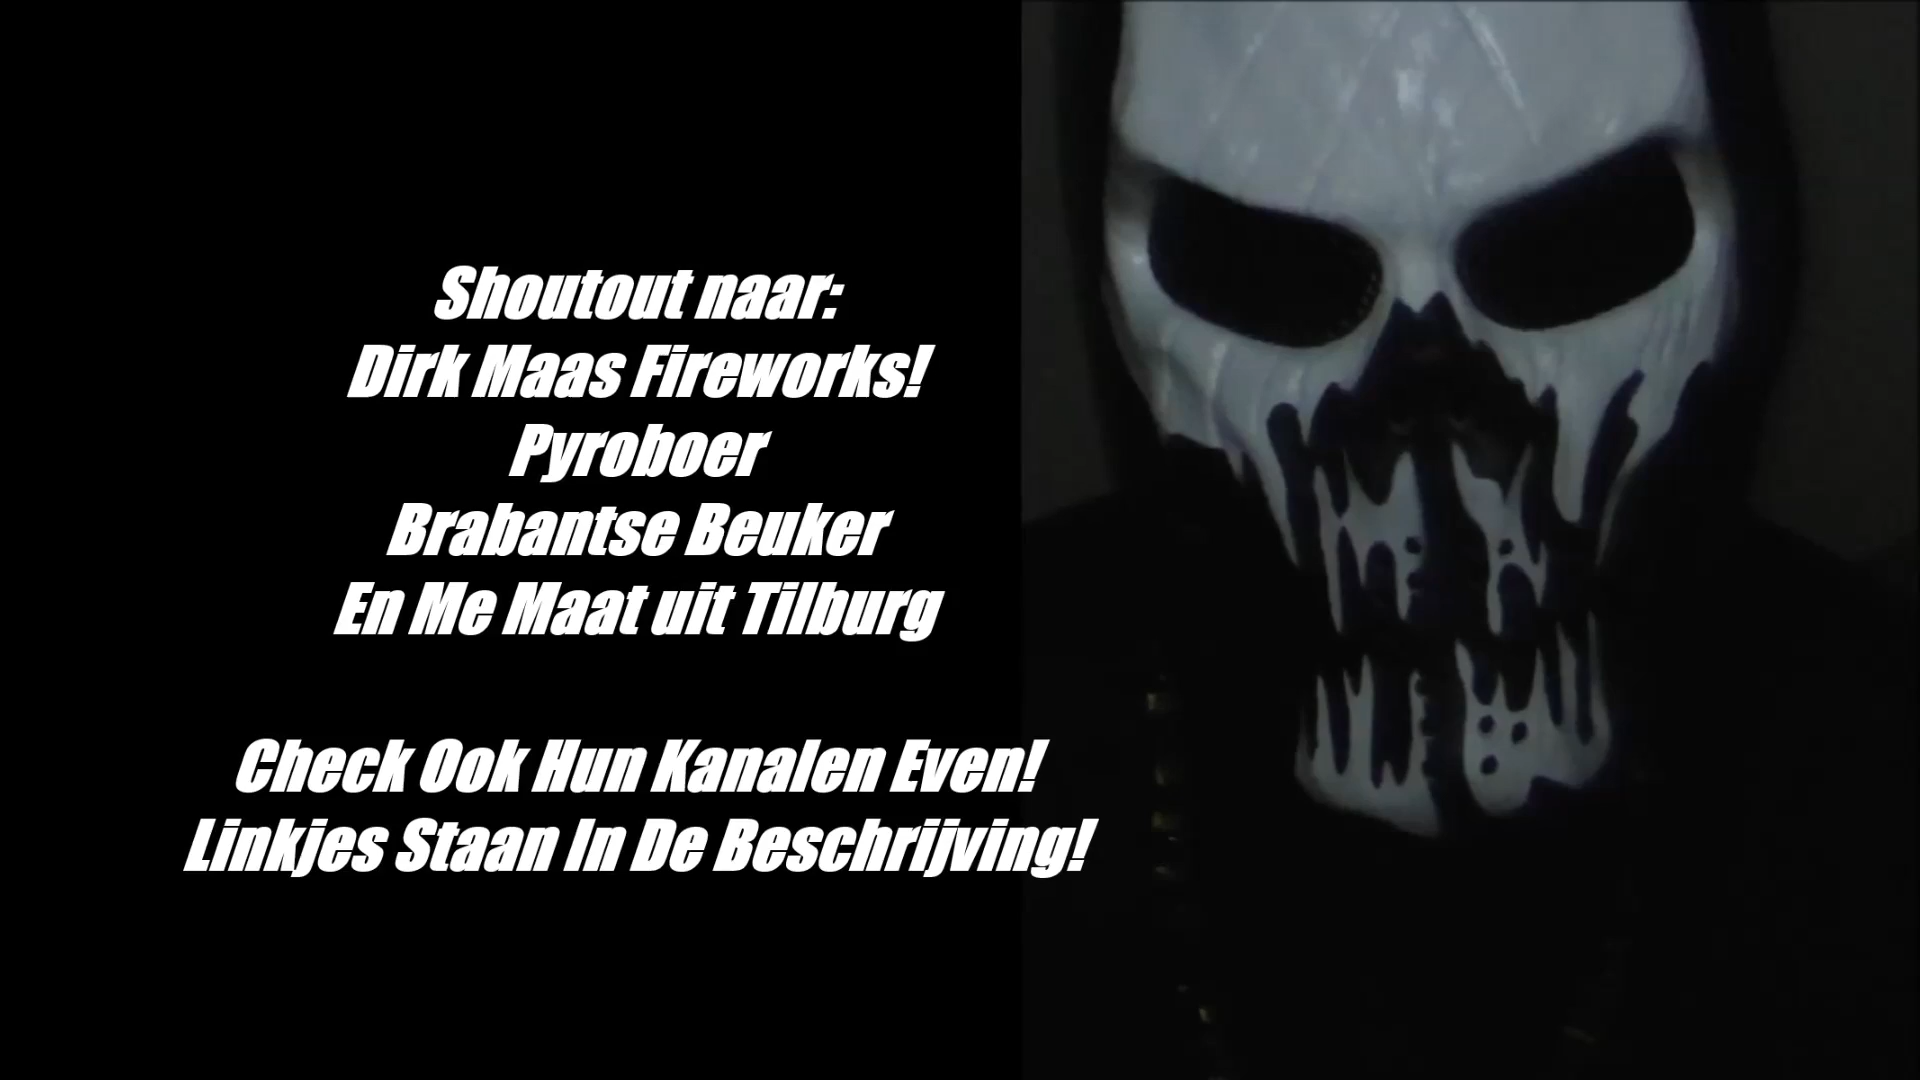 Shoutout naar:
Dirk Maas Fireworks!
Pyroboer
Brabantse Beuker
En Me Maat uit Tilburg
Check Ook Hun Kanalen Even!
Linkjes Staan In De Beschrijving!